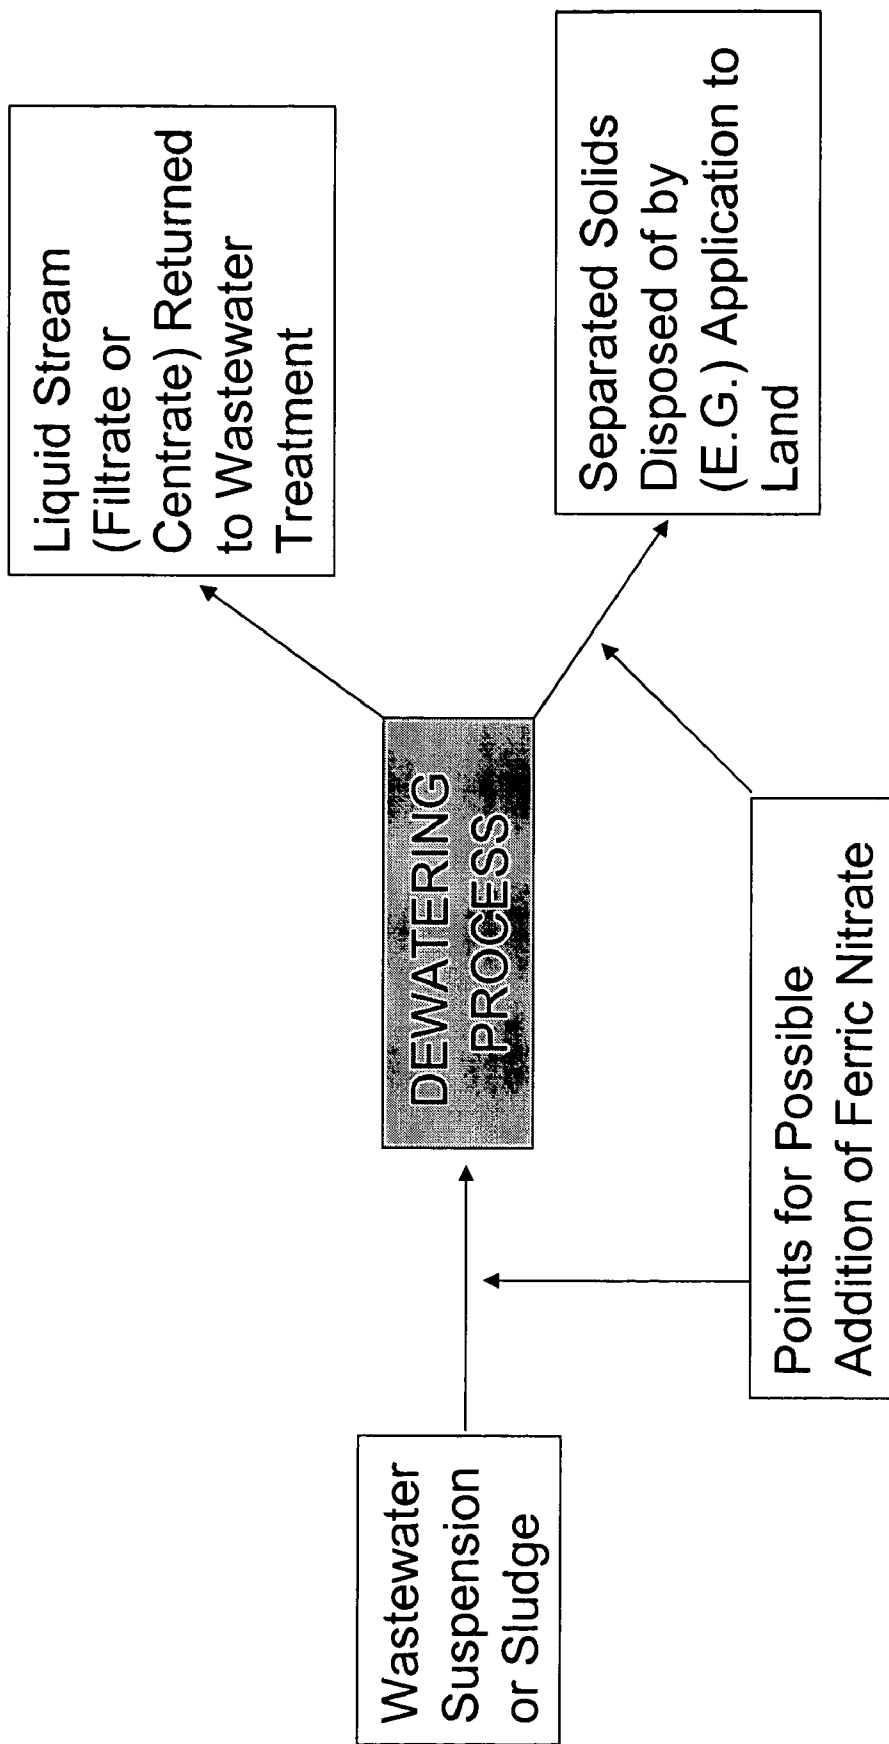 Wastewater
Suspension
or Sludge
DEWATERING
PROCESS
Liquid Stream
(Filtrate or
Centrate) Returned
to Wastewater
Treatment
Separated Solids
Disposed of by
(E.G.) Application to
Land
Points for Possible
Addition of Ferric Nitrate